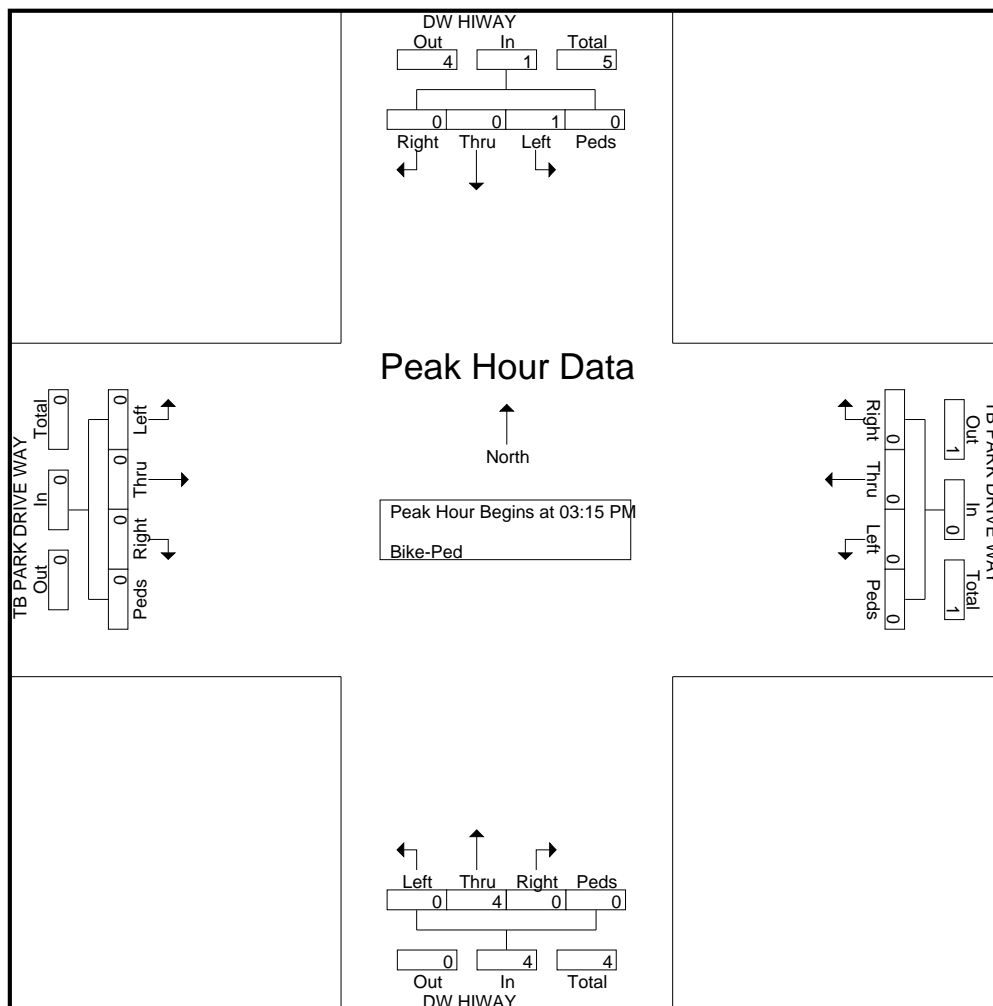 DW HIWAY
Out In Total
4 1 5
0 0 1 0
Right Thru Left Peds
Peak Hour Data
North
Peak Hour Begins at 03:15 PM
Bike-Ped
TB PARK DRIVE WAY
Out In Total
0 0 0
0 0 0 0
Left Thru Right Peds
TB PARK DRIVE WAY
Out In Total
1 0 1
0 0 0 0
Right Thru Left Peds
Left Thru Right Peds
0 4 0 0
0 4 4
Out In Total
DW HIWAY